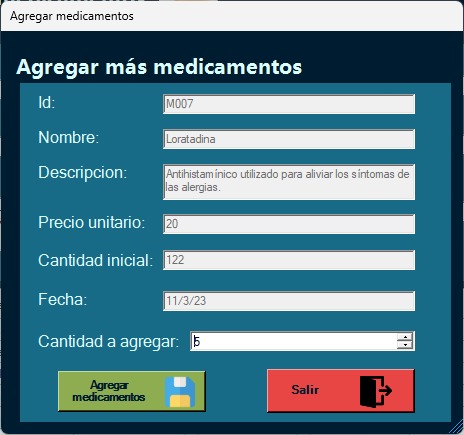 Agregar medicamentos
Agregar más medicamentos
Id: M007
Nombre: Loratadina
Descripcion: Antihistamínico utilizado para aliviar los síntomas de
las alergias.
Precio unitario: 20
Cantidad inicial: 122
Fecha: 11/3/23
Cantidad a agregar: 5
Agregar
medicamentos
Salir